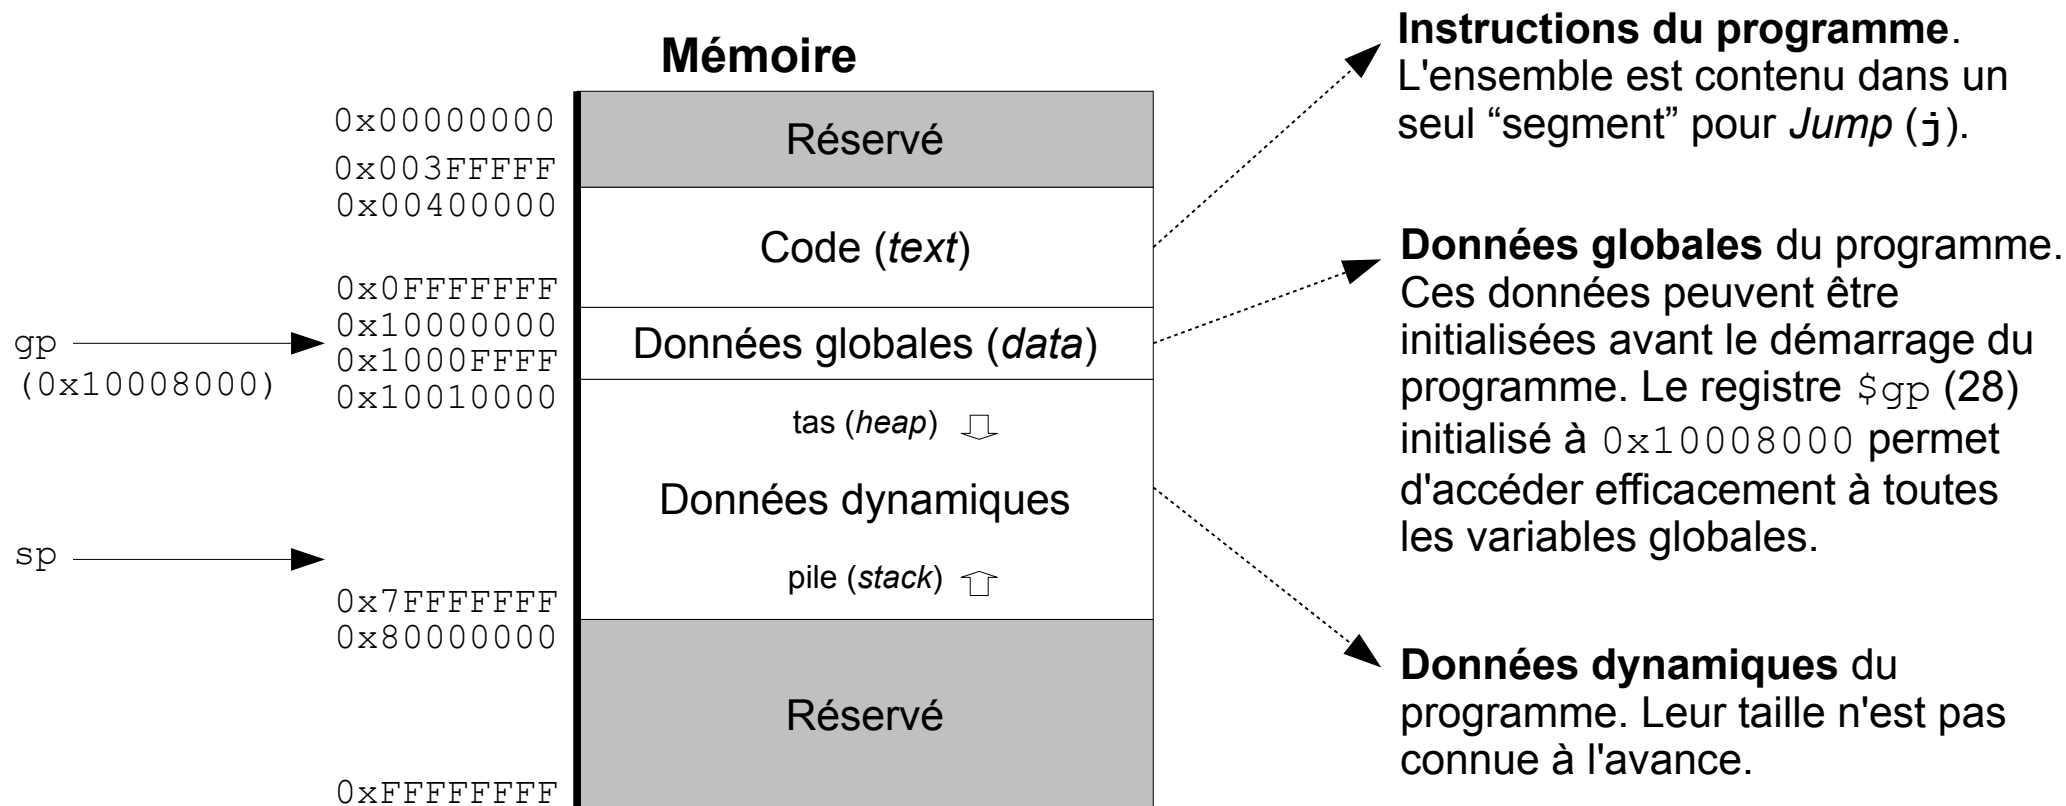 Mémoire
0x00000000
0x003FFFFF
0x00400000
0x0FFFFFFF
0x10000000
0x1000FFFF
0x10010000
0x7FFFFFFF
0x80000000
0xFFFFFFFF
gp
(0x10008000)
sp
Réservé
Code (text)
Données globales (data)
tas (heap)
Données dynamiques
pile (stack)
Réservé
Instructions du programme.
L'ensemble est contenu dans un
seul “segment” pour Jump (j).
Données globales du programme.
Ces données peuvent être
initialisées avant le démarrage du
programme. Le registre $gp (28)
initialisé à 0x10008000 permet
d'accéder efficacement à toutes
les variables globales.
Données dynamiques du
programme. Leur taille n'est pas
connue à l'avance.